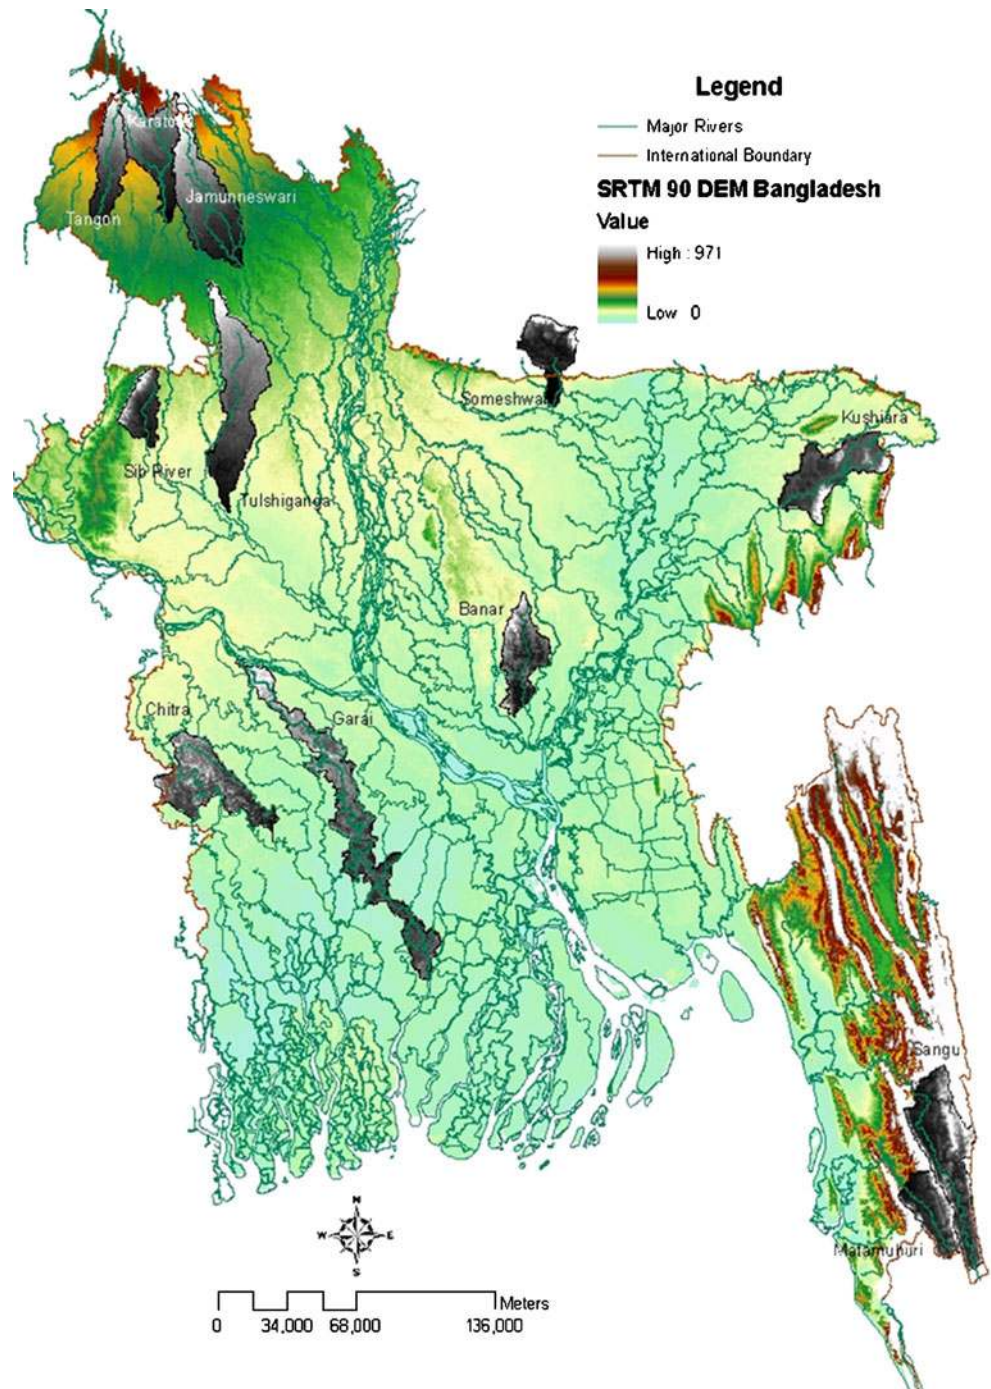 Legend
Major Rivers
International Boundary
SRTM 90 DEM Bangladesh
Value
High : 971
Low 0
Jamunneswari
Tangon
Someshwa
Kushiara
Sib River
Tulshiganga
Banar
Chitra
Garai
Sangu
Matamuhuri
N
W E
S
Meters
0 34,000 68,000 136,000